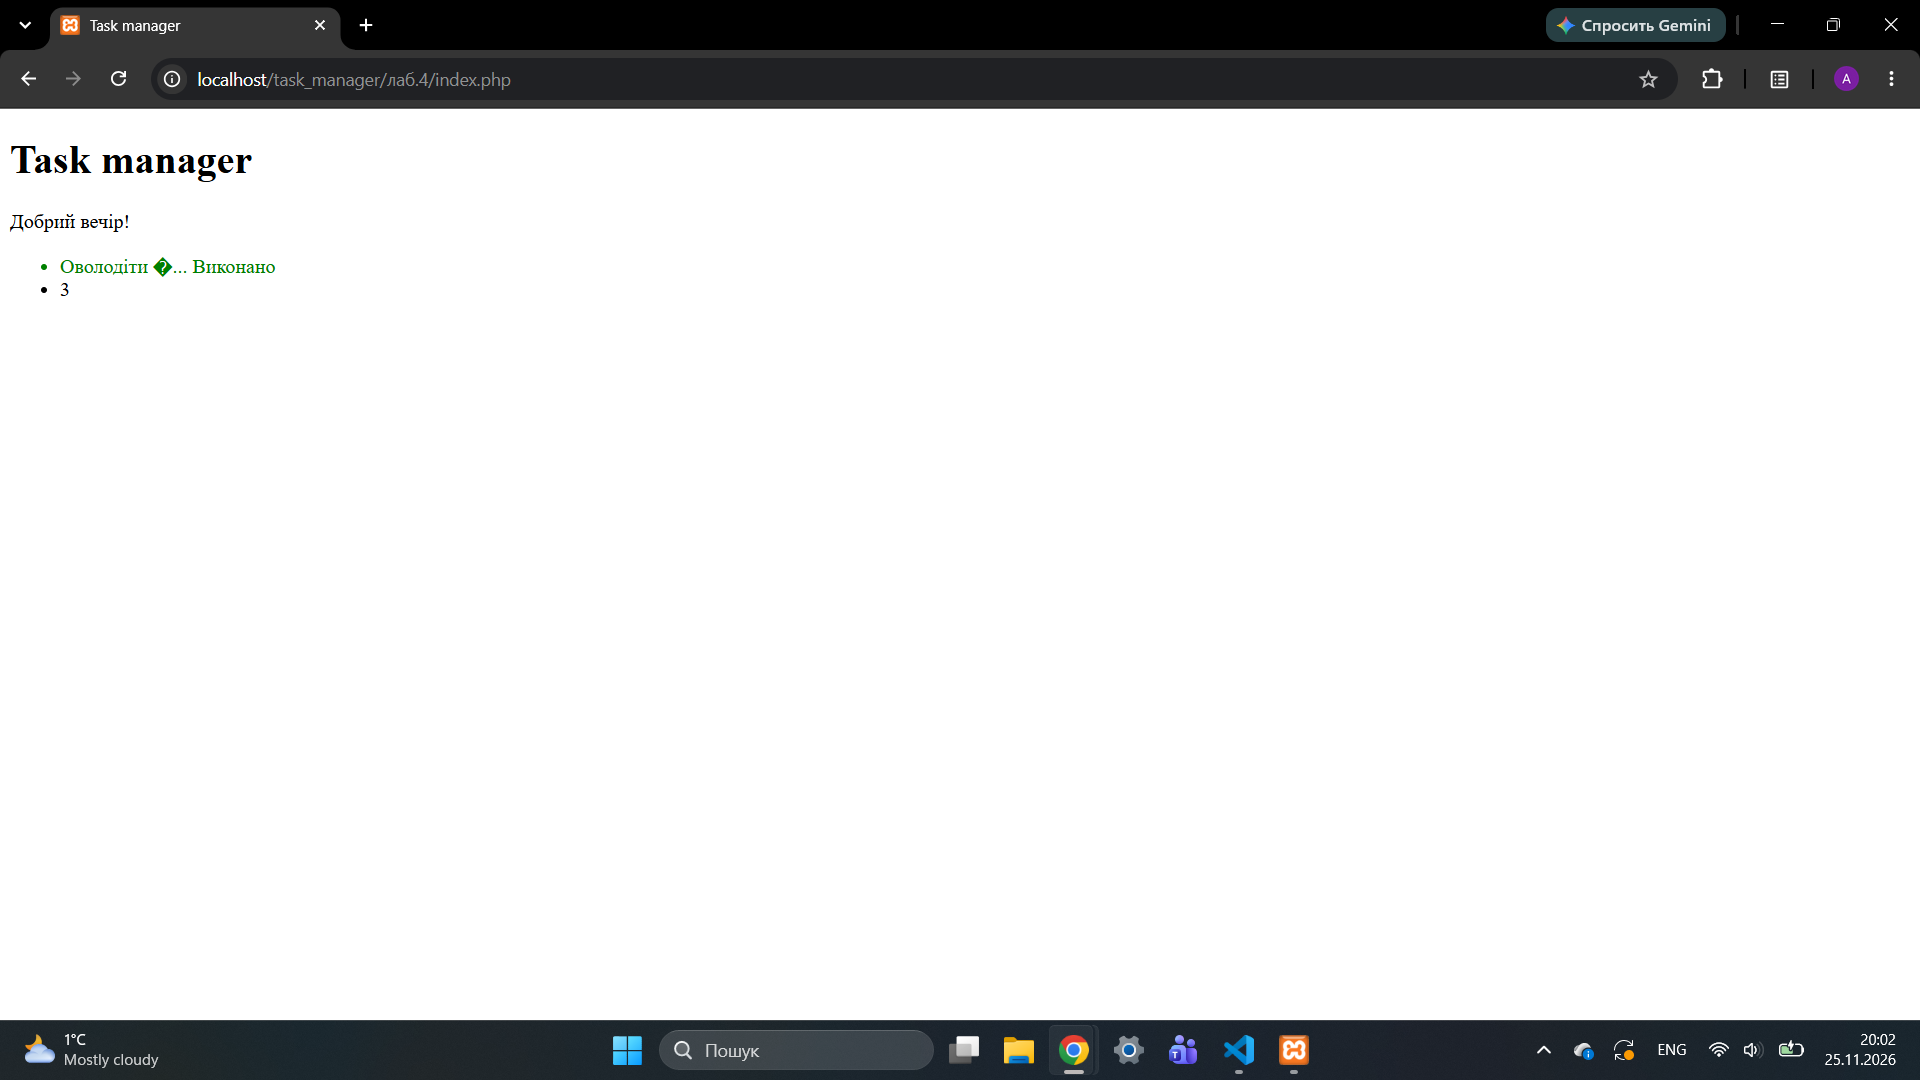 Task manager
Спросить Gemini
localhost/task_manager/лаб.4/index.php
A
Task manager
Добрий вечір!
Оволодіти �... Виконано
3
1°C
Mostly cloudy
Пошук
ENG
20:02
25.11.2026